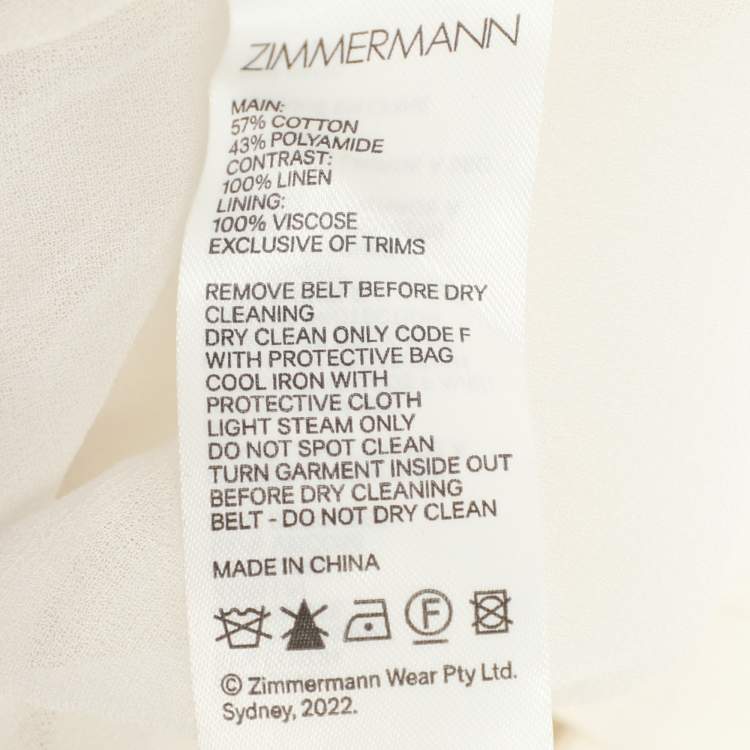 ZIMMERMANN
MAIN:
57% COTTON
43% POLYAMIDE
CONTRAST:
100% LINEN
LINING:
100% VISCOSE
EXCLUSIVE OF TRIMS
REMOVE BELT BEFORE DRY
CLEANING
DRY CLEAN ONLY CODE F
WITH PROTECTIVE BAG
COOL IRON WITH
PROTECTIVE CLOTH
LIGHT STEAM ONLY
DO NOT SPOT CLEAN
TURN GARMENT INSIDE OUT
BEFORE DRY CLEANING
BELT - DO NOT DRY CLEAN
MADE IN CHINA
F
© Zimmermann Wear Pty Ltd.
Sydney, 2022.